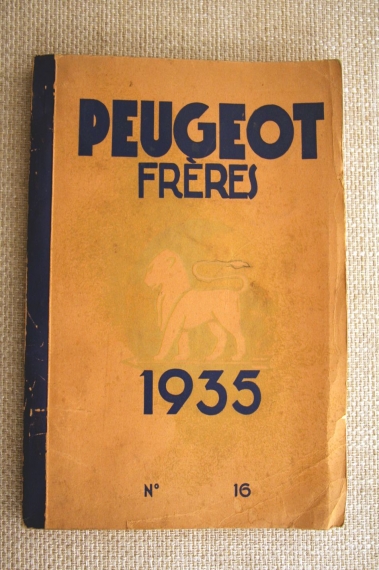 PEUGEOT
FRÈRES
1935
N° 16